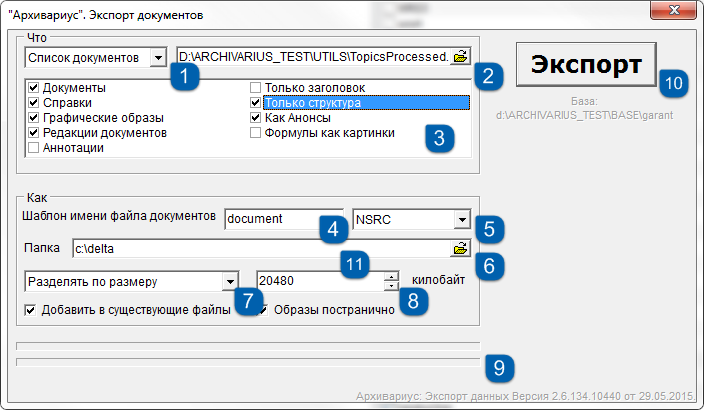 "Архивариус". Экспорт документов
Что
Список документов
D:\ARCHIVARIUS_TEST\UTILS\TopicsProcessed.
1
2
Документы
Справки
Графические образы
Редакции документов
Аннотации
Только заголовок
Только структура
Как Анонсы
Формулы как картинки
3
Экспорт
10
База:
d:\ARCHIVARIUS_TEST\BASE\garant
Как
Шаблон имени файла документов
document
4
NSRC
5
Папка
c:\delta
6
11
Разделять по размеру
7
20480
8
килобайт
Добавить в существующие файлы
Образы постранично
9
Архивариус: Экспорт данных Версия 2.6.134.10440 от 29.05.2015.